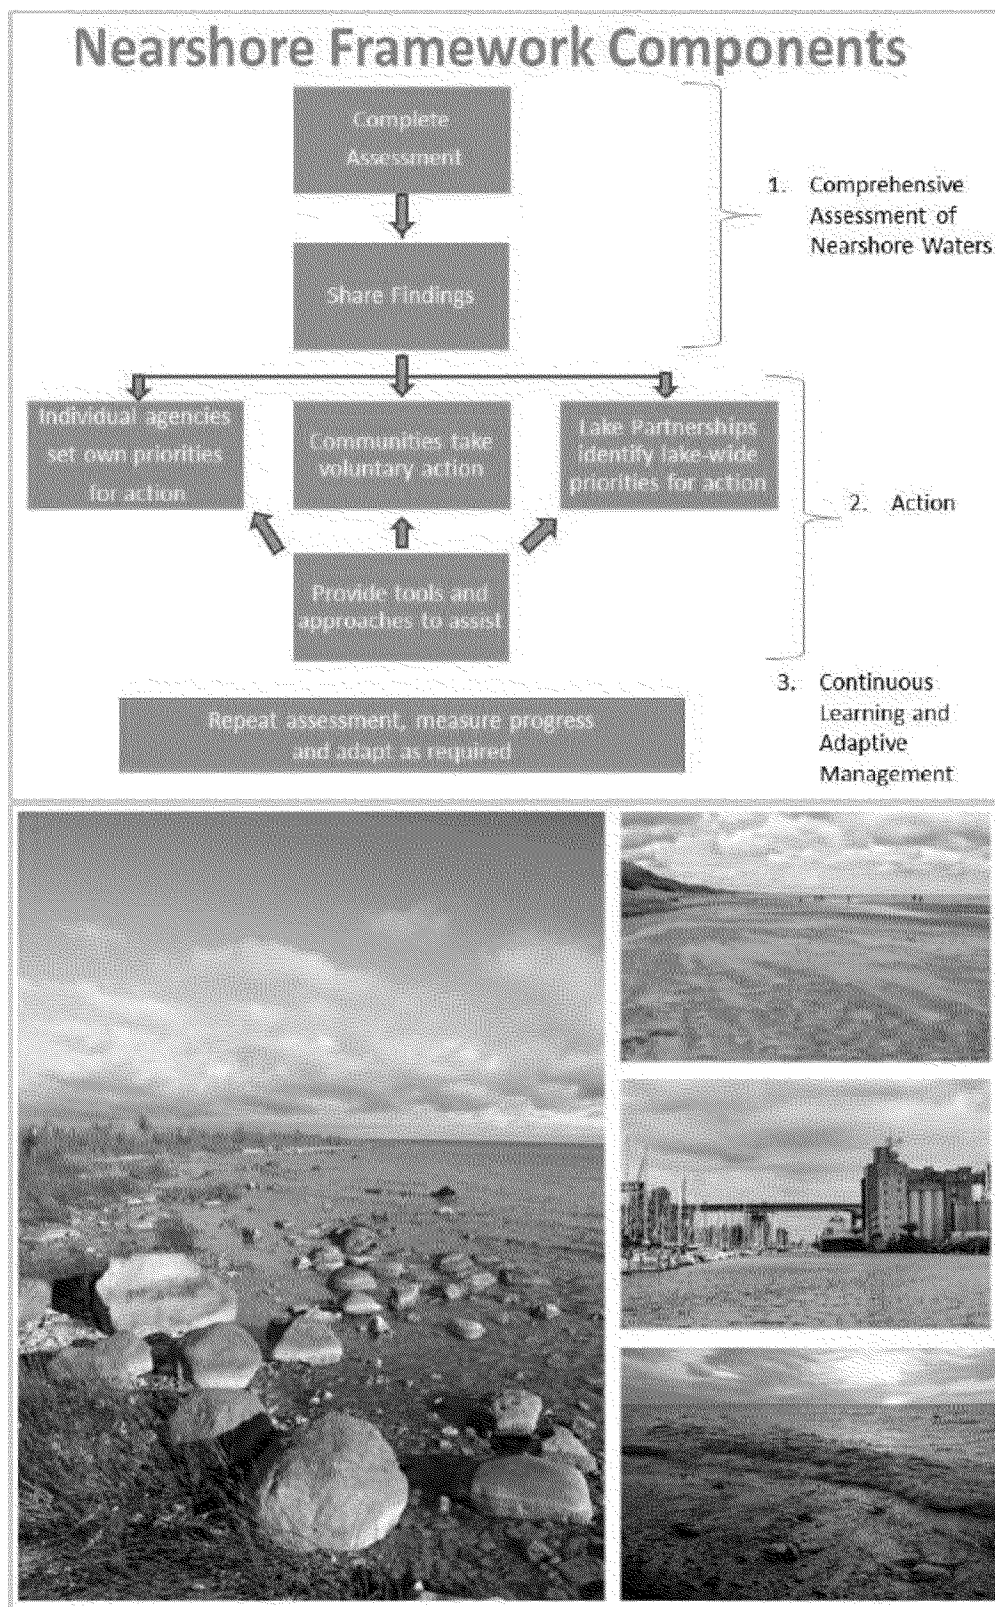 Nearshore Framework Components
Complete
Assessment
1. Comprehensive
Assessment of
Nearshore Waters
Share Findings
Individual agencies
set own priorities
for action
Communities take
voluntary action
Lake Partnerships
identify lake-wide
priorities for action
2. Action
Provide tools and
approaches to assist
3. Continuous
Learning and
Adaptive
Management
Repeat assessment, measure progress
and adapt as required